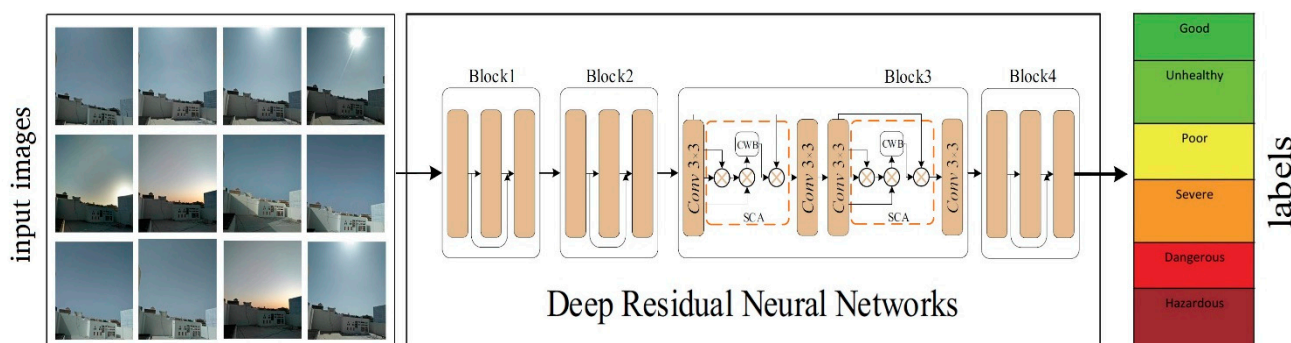 input images
Block1
Block2
Block3
Block4
Conv 3×3
CWB
SCA
Conv 3×3
Conv 3×3
CWB
SCA
Conv 3×3
Deep Residual Neural Networks
Good
Unhealthy
Poor
Severe
Dangerous
Hazardous
labels